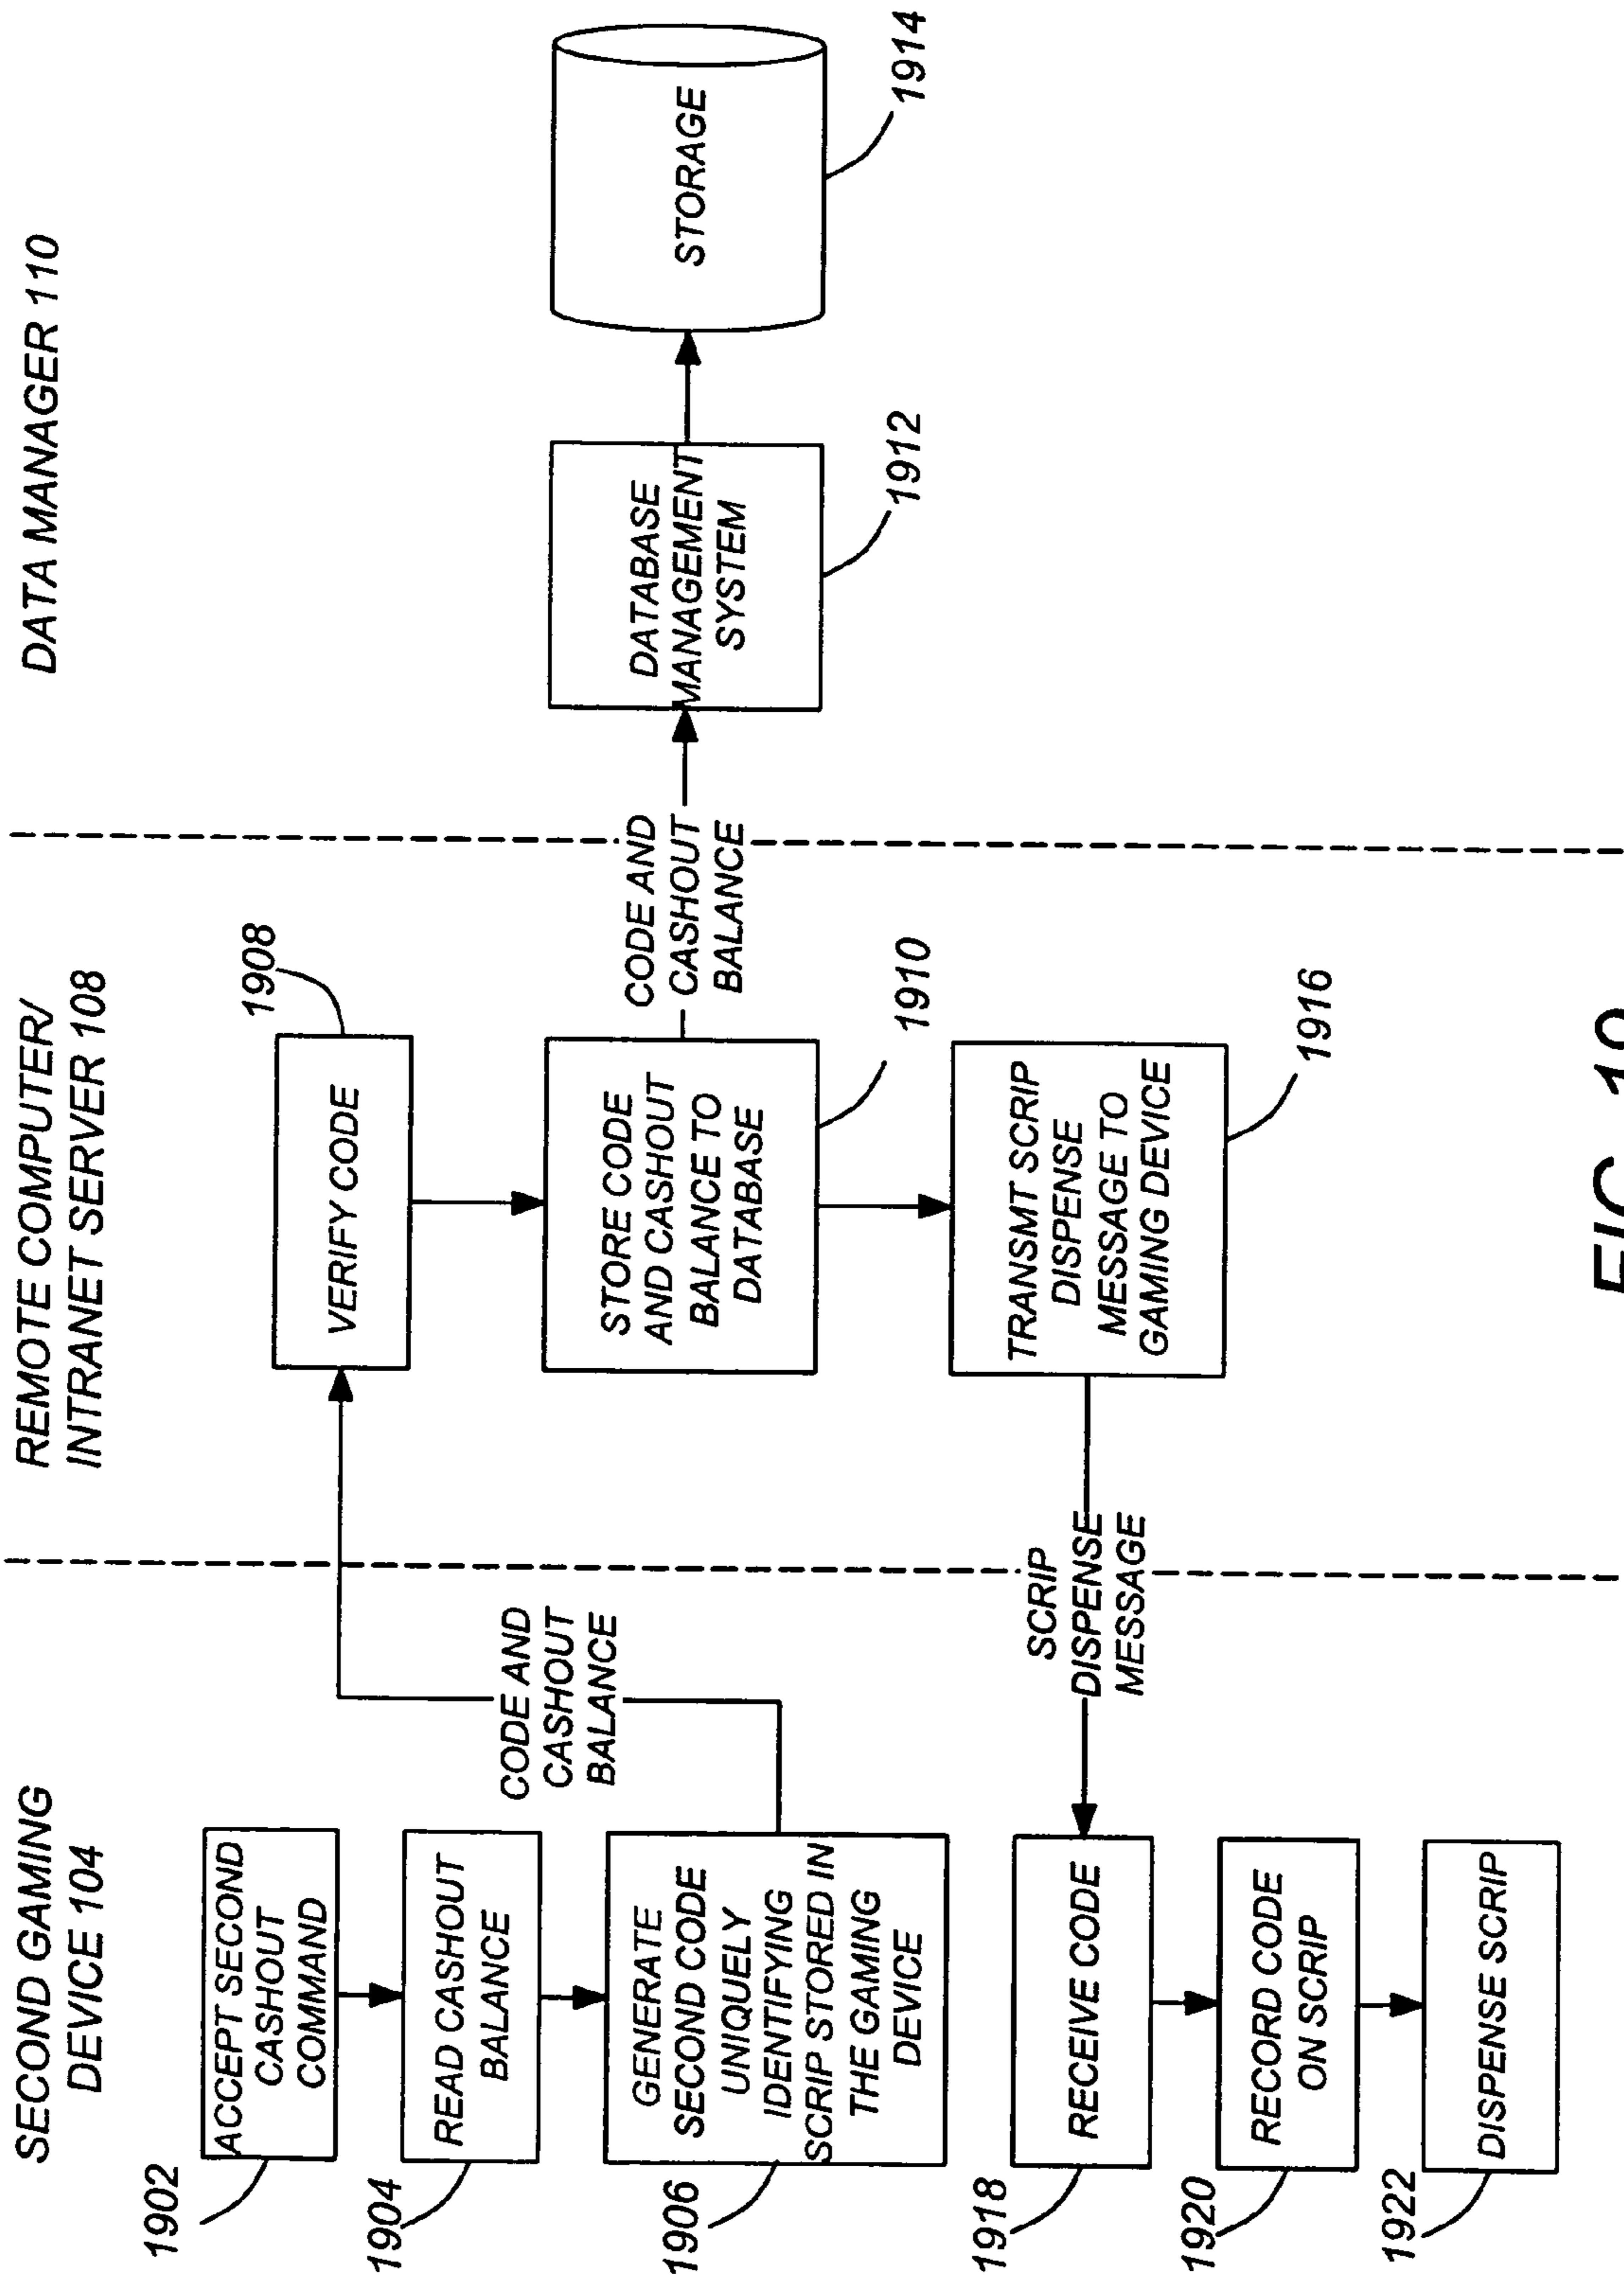 SECOND GAMING
DEVICE 104
REMOTE COMPUTER/
INTRANET SERVER 108
DATA MANAGER 110
1902
ACCEPT SECOND
CASHOUT
COMMAND
1904
READ CASHOUT
BALANCE
1906
GENERATE
SECOND CODE
UNIQUELY
IDENTIFYING
SCRIP STORED IN
THE GAMING
DEVICE
CODE AND
CASHOUT
BALANCE
1908
VERIFY CODE
STORE CODE
AND CASHOUT
BALANCE TO
DATABASE
1910
CODE AND
CASHOUT
BALANCE
DATABASE
MANAGEMENT
SYSTEM
1912
STORAGE
1914
TRANSMT SCRIP
DISPENSE
MESSAGE TO
GAMING DEVICE
1916
SCRIP
DISPENSE
MESSAGE
1918
RECEIVE CODE
1920
RECORD CODE
ON SCRIP
1922
DISPENSE SCRIP
FIG. 19